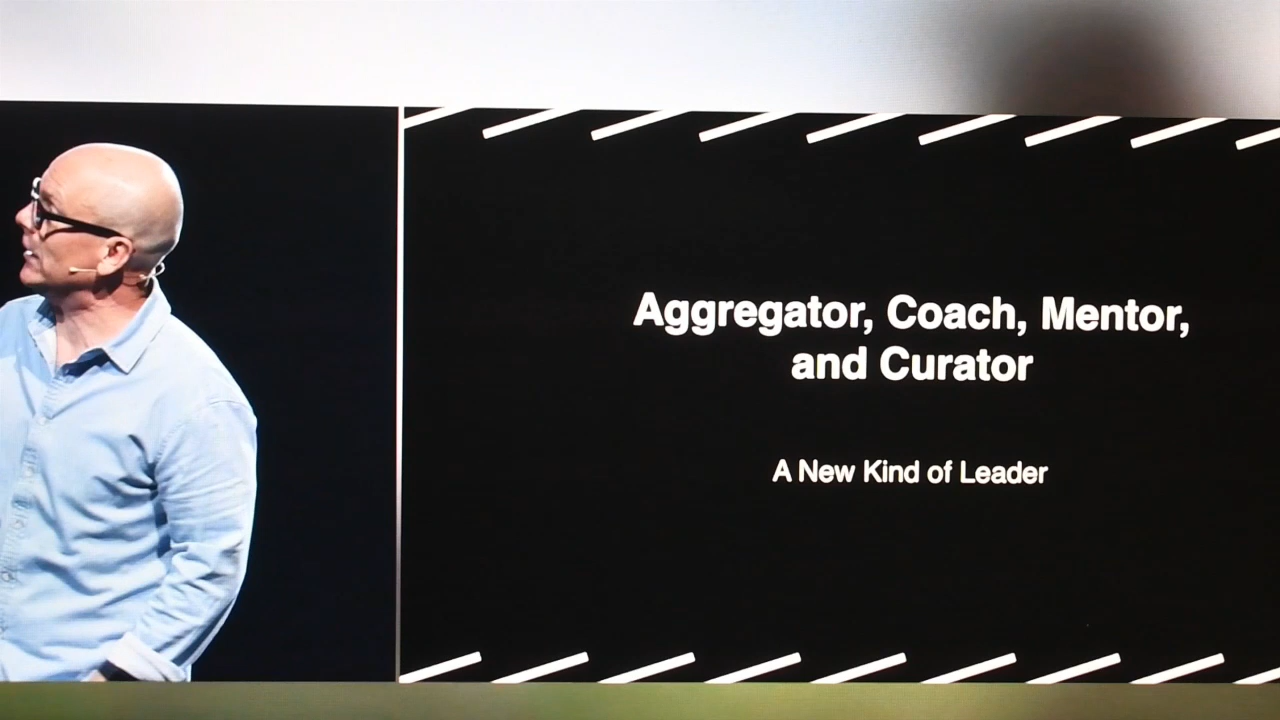 Aggregator, Coach, Mentor,
and Curator
A New Kind of Leader